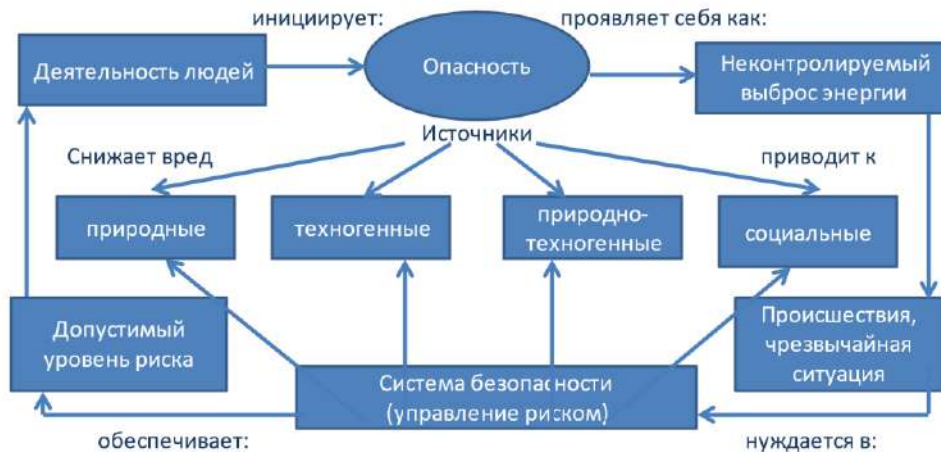 инициирует:
проявляет себя как:
Деятельность людей
Опасность
Неконтролируемый
выброс энергии
Источники
Снижает вред
приводит к
природные
техногенные
природно-
техногенные
социальные
Допустимый
уровень риска
Происшествия,
чрезвычайная
ситуация
Система безопасности
(управление риском)
обеспечивает:
нуждается в: